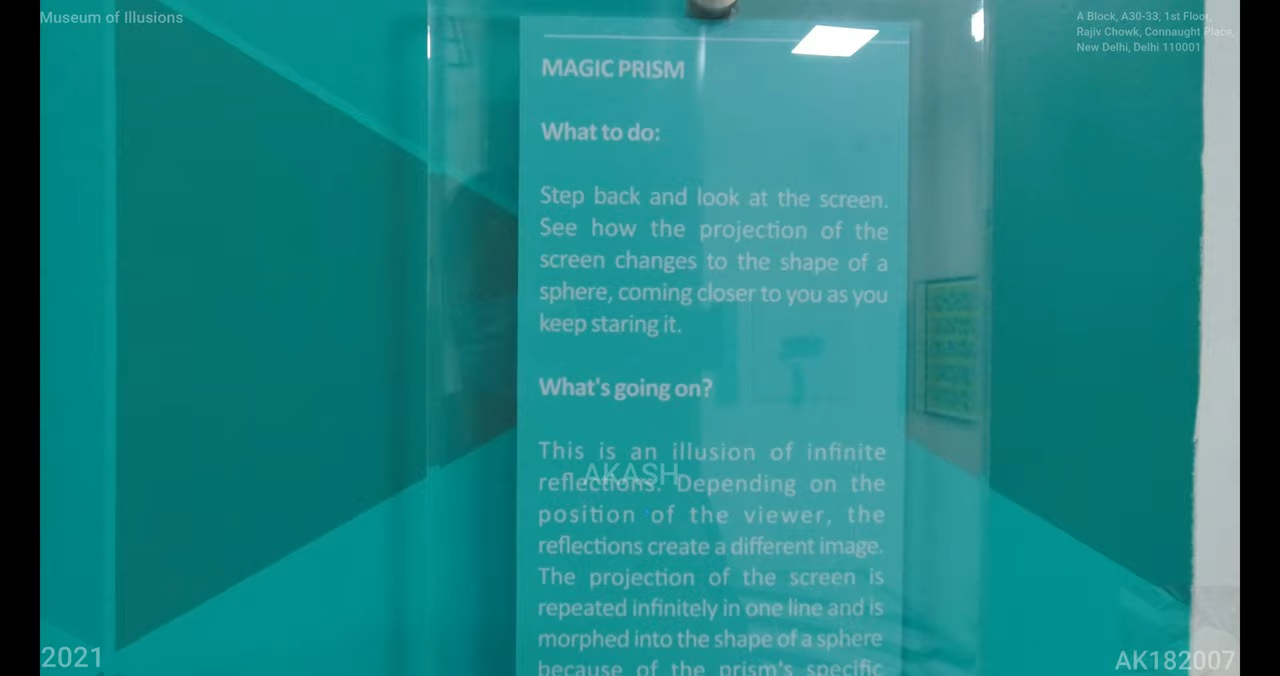 Museum of Illusions
A Block, A30-33, 1st Floor,
Rajiv Chowk, Connaught Place,
New Delhi, Delhi 110001
MAGIC PRISM
What to do:
Step back and look at the screen.
See how the projection of the
screen changes to the shape of a
sphere, coming closer to you as you
keep staring it.
What's going on?
This is an illusion of infinite
AKASH
reflections. Depending on the
position of the viewer, the
reflections create a different image.
The projection of the screen is
repeated infinitely in one line and is
morphed into the shape of a sphere
because of the prism's specific
2021
AK182007